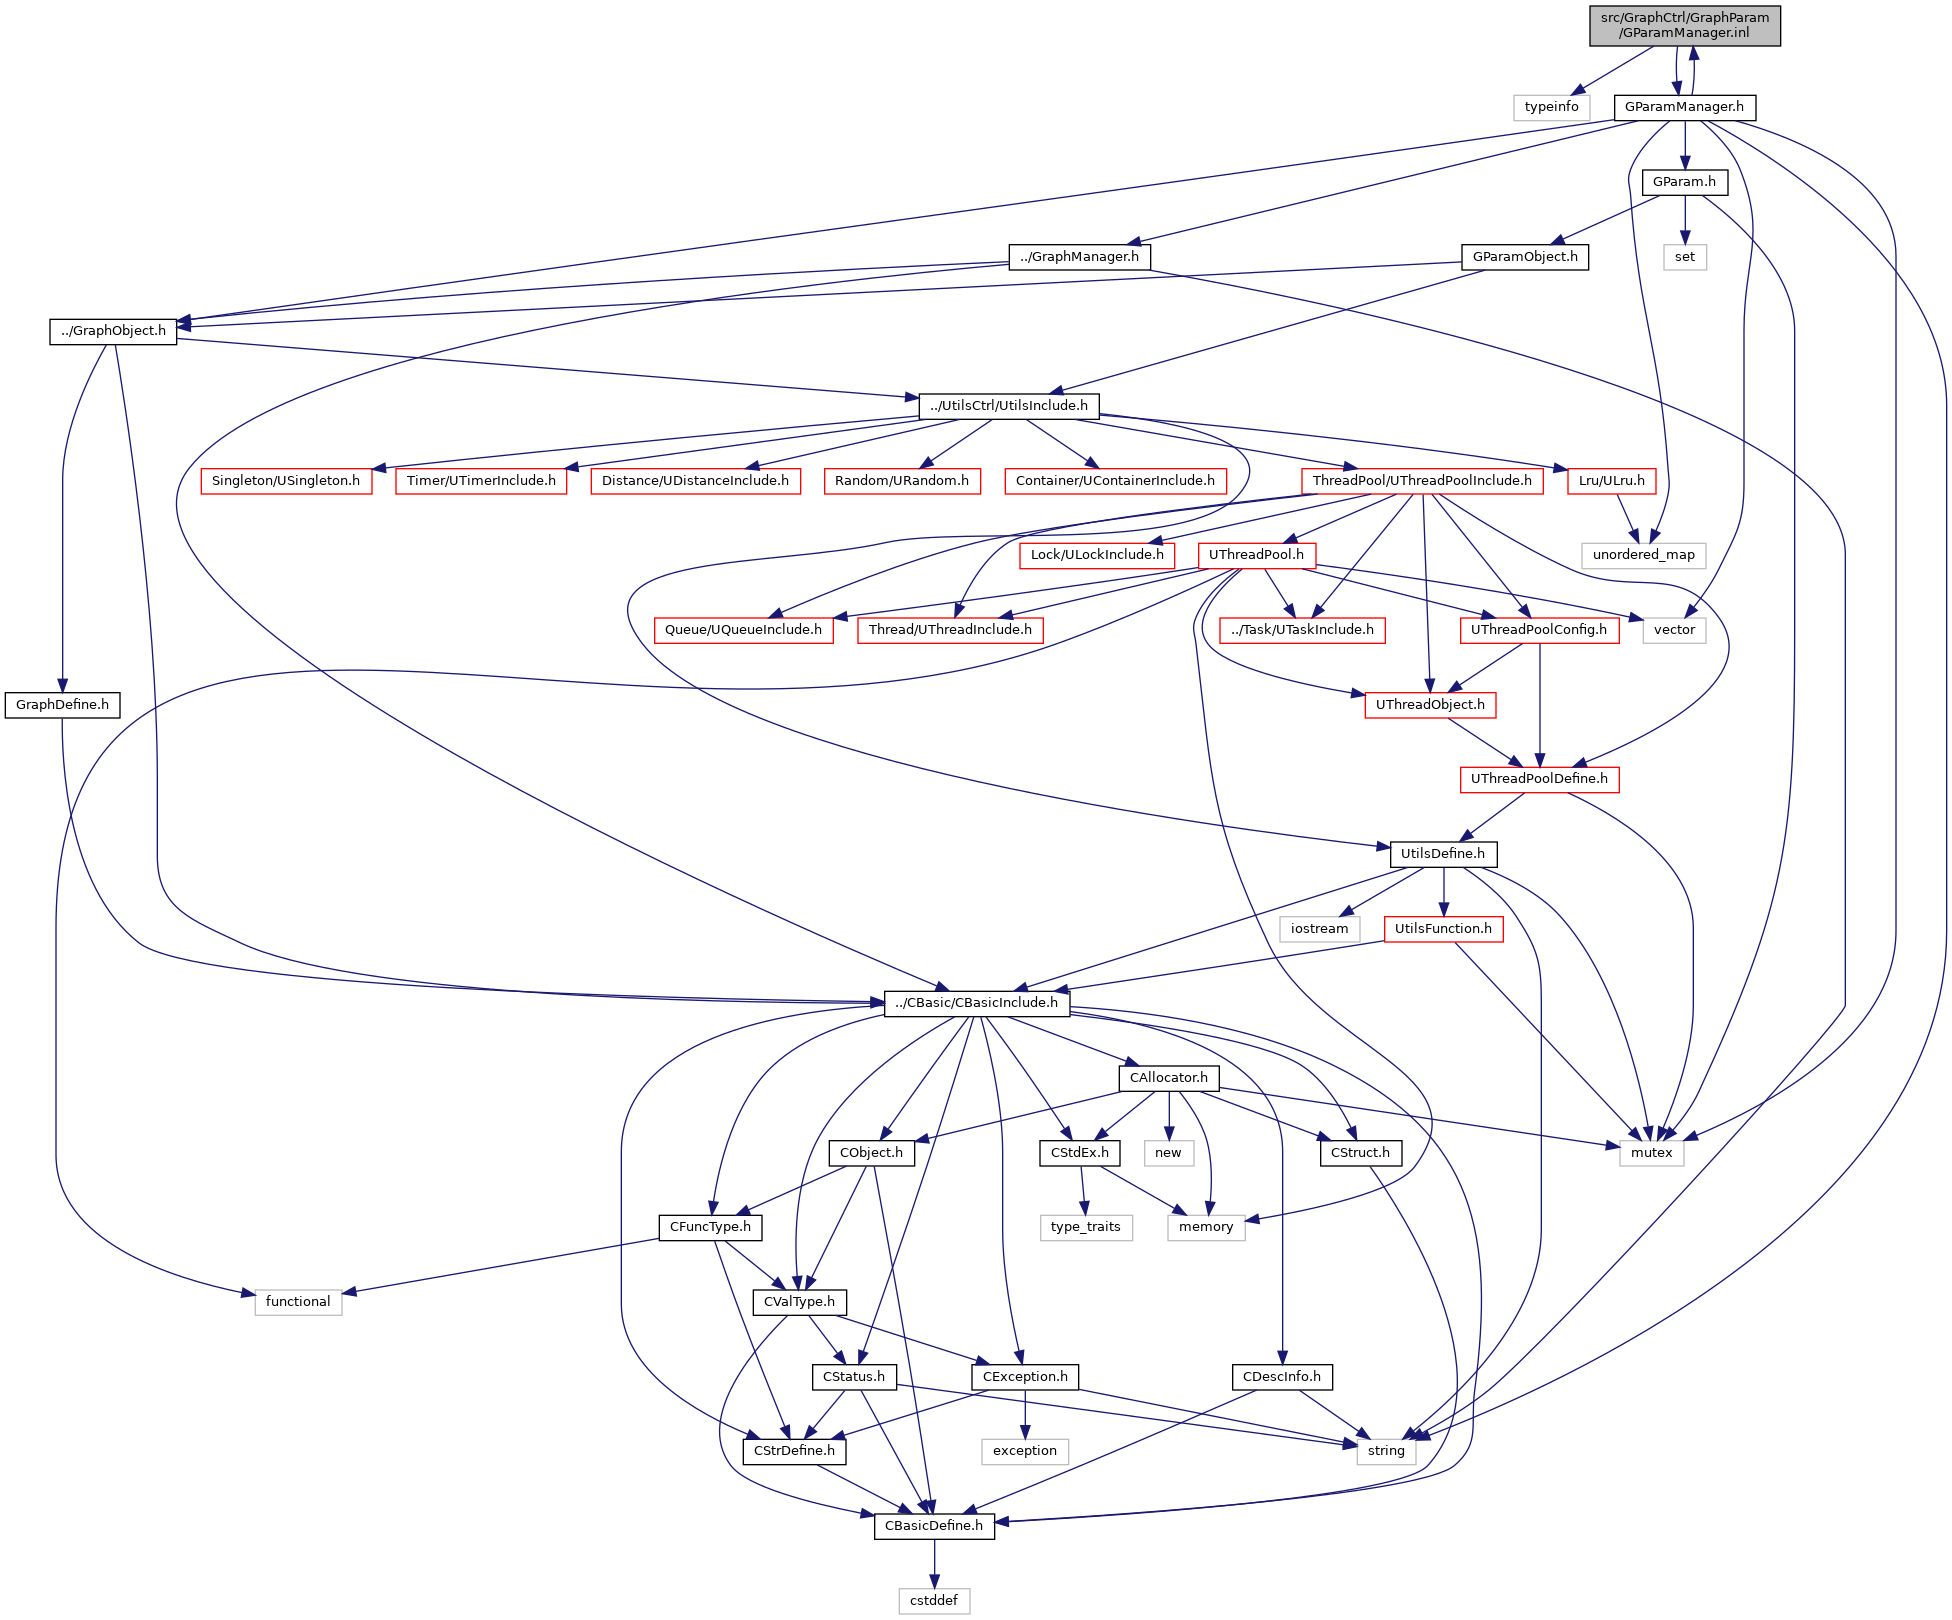 src/GraphCtrl/GraphParam
/GParamManager.inl
typeinfo
GParamManager.h
GParam.h
../GraphManager.h
GParamObject.h
set
../GraphObject.h
../UtilsCtrl/UtilsInclude.h
Singleton/USingleton.h
Timer/UTimerInclude.h
Distance/UDistanceInclude.h
Random/URandom.h
Container/UContainerInclude.h
ThreadPool/UThreadPoolInclude.h
Lru/ULru.h
Lock/ULockInclude.h
UThreadPool.h
unordered_map
Queue/UQueueInclude.h
Thread/UThreadInclude.h
../Task/UTaskInclude.h
UThreadPoolConfig.h
vector
GraphDefine.h
UThreadObject.h
UThreadPoolDefine.h
UtilsDefine.h
iostream
UtilsFunction.h
../CBasic/CBasicInclude.h
CAllocator.h
CObject.h
CStdEx.h
new
CStruct.h
mutex
CFuncType.h
type_traits
memory
functional
CValType.h
CStatus.h
CException.h
CDescInfo.h
CStrDefine.h
exception
string
CBasicDefine.h
cstddef